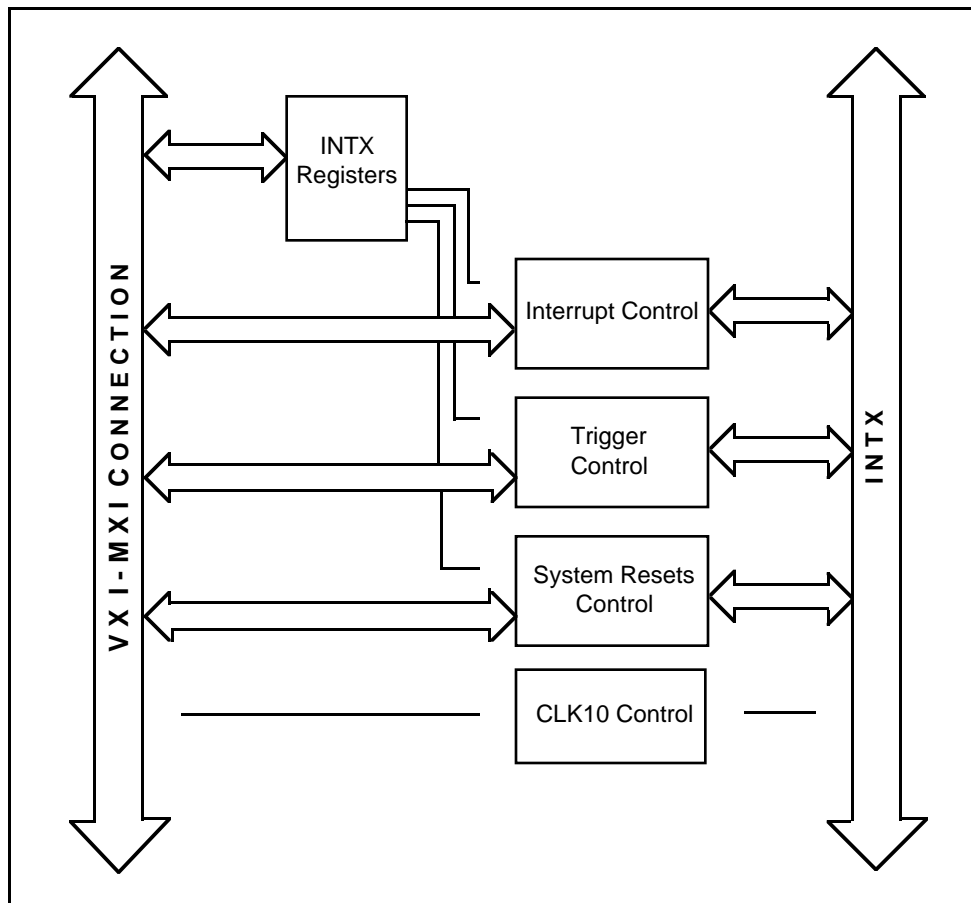 INTX
Registers
VXI-MXI CONNECTION
Interrupt Control
Trigger
Control
INTX
System Resets
Control
CLK10 Control